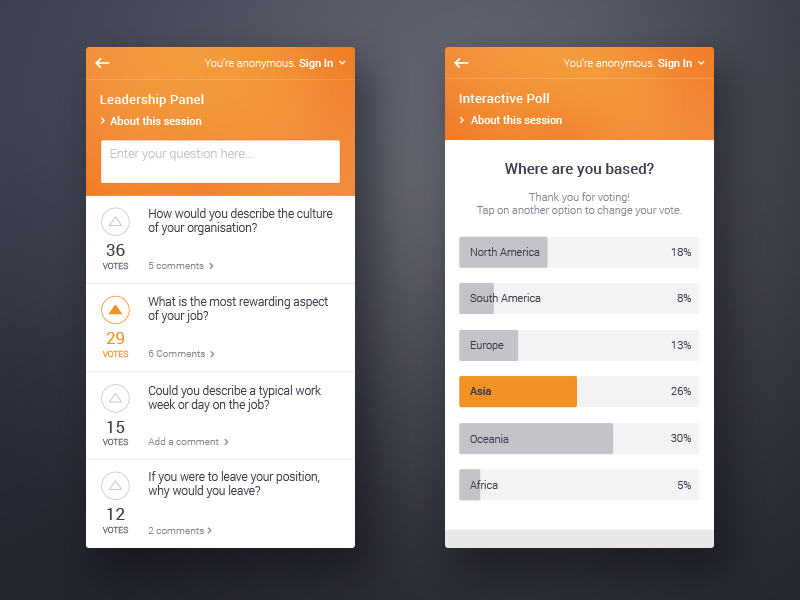 You're anonymous. Sign In
Leadership Panel
About this session
Enter your question here...
How would you describe the culture
of your organisation?
36
VOTES
5 comments
What is the most rewarding aspect
of your job?
29
VOTES
6 Comments
Could you describe a typical work
week or day on the job?
15
VOTES
Add a comment
If you were to leave your position,
why would you leave?
12
VOTES
2 comments
You're anonymous. Sign In
Interactive Poll
About this session
Where are you based?
Thank you for voting!
Tap on another option to change your vote.
North America 18%
South America 8%
Europe 13%
Asia 26%
Oceania 30%
Africa 5%